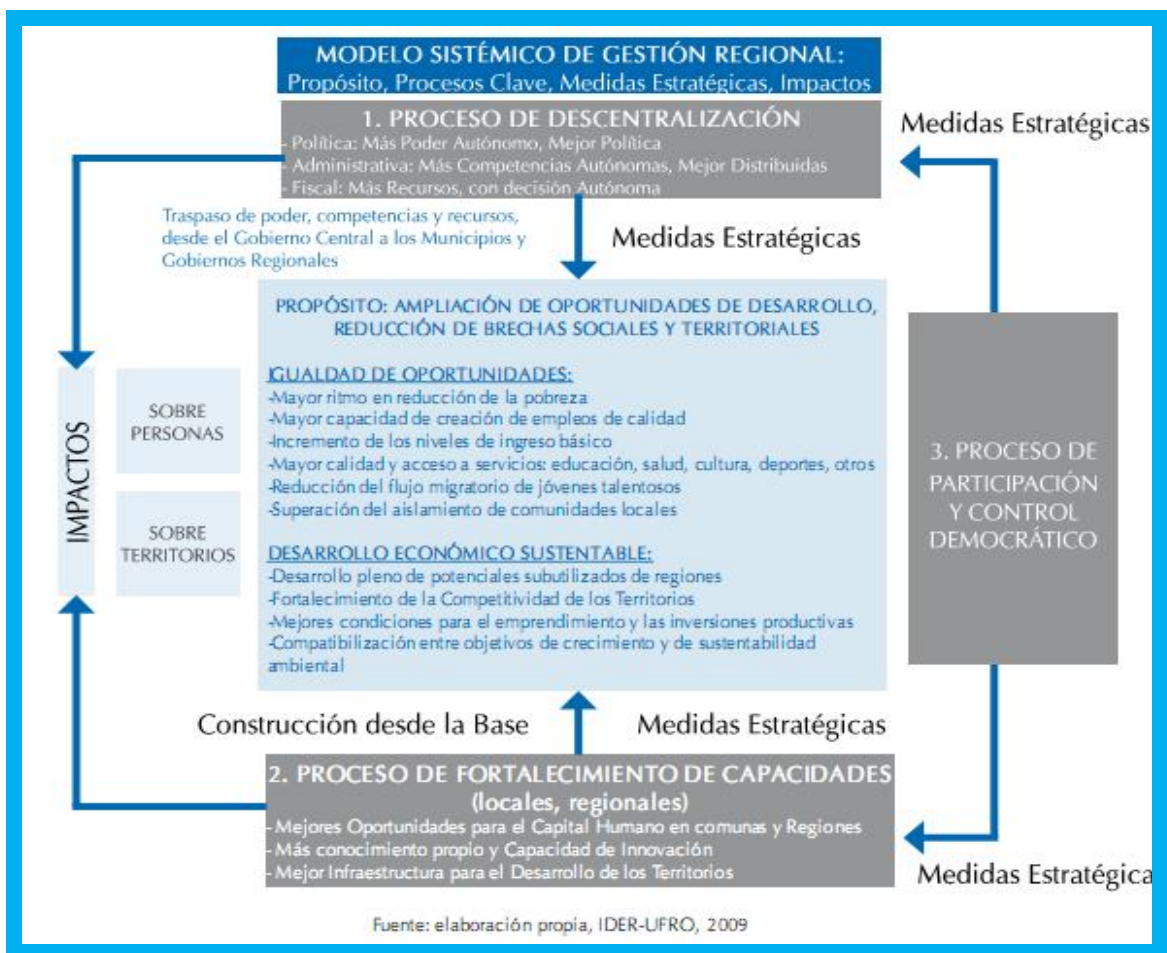 MODELO SISTÉMICO DE GESTIÓN REGIONAL:
Propósito, Procesos Clave, Medidas Estratégicas, Impactos
1. PROCESO DE DESCENTRALIZACIÓN
- Política: Más Poder Autónomo, Mejor Política
- Administrativa: Más Competencias Autónomas, Mejor Distribuidas
- Fiscal: Más Recursos, con decisión Autónoma
Medidas Estratégicas
Traspaso de poder, competencias y recursos,
desde el Gobierno Central a los Municipios y
Gobiernos Regionales
Medidas Estratégicas
PROPÓSITO: AMPLIACIÓN DE OPORTUNIDADES DE DESARROLLO,
REDUCCIÓN DE BRECHAS SOCIALES Y TERRITORIALES
IGUALDAD DE OPORTUNIDADES:
-Mayor ritmo en reducción de la pobreza
-Mayor capacidad de creación de empleos de calidad
-Incremento de los niveles de ingreso básico
-Mayor calidad y acceso a servicios: educación, salud, cultura, deportes, otros
-Reducción del flujo migratorio de jóvenes talentosos
-Superación del aislamiento de comunidades locales
DESARROLLO ECONÓMICO SUSTENTABLE:
-Desarrollo pleno de potenciales subutilizados de regiones
-Fortalecimiento de la Competitividad de los Territorios
-Mejores condiciones para el emprendimiento y las inversiones productivas
-Compatibilización entre objetivos de crecimiento y de sustentabilidad
ambiental
IMPACTOS
SOBRE
PERSONAS
SOBRE
TERRITORIOS
3. PROCESO DE
PARTICIPACIÓN
Y CONTROL
DEMOCRÁTICO
Construcción desde la Base
Medidas Estratégicas
2. PROCESO DE FORTALECIMIENTO DE CAPACIDADES
(locales, regionales)
- Mejores Oportunidades para el Capital Humano en comunas y Regiones
- Más conocimiento propio y Capacidad de Innovación
- Mejor Infraestructura para el Desarrollo de los Territorios
Medidas Estratégica
Fuente: elaboración propia, IDER-UFRO, 2009